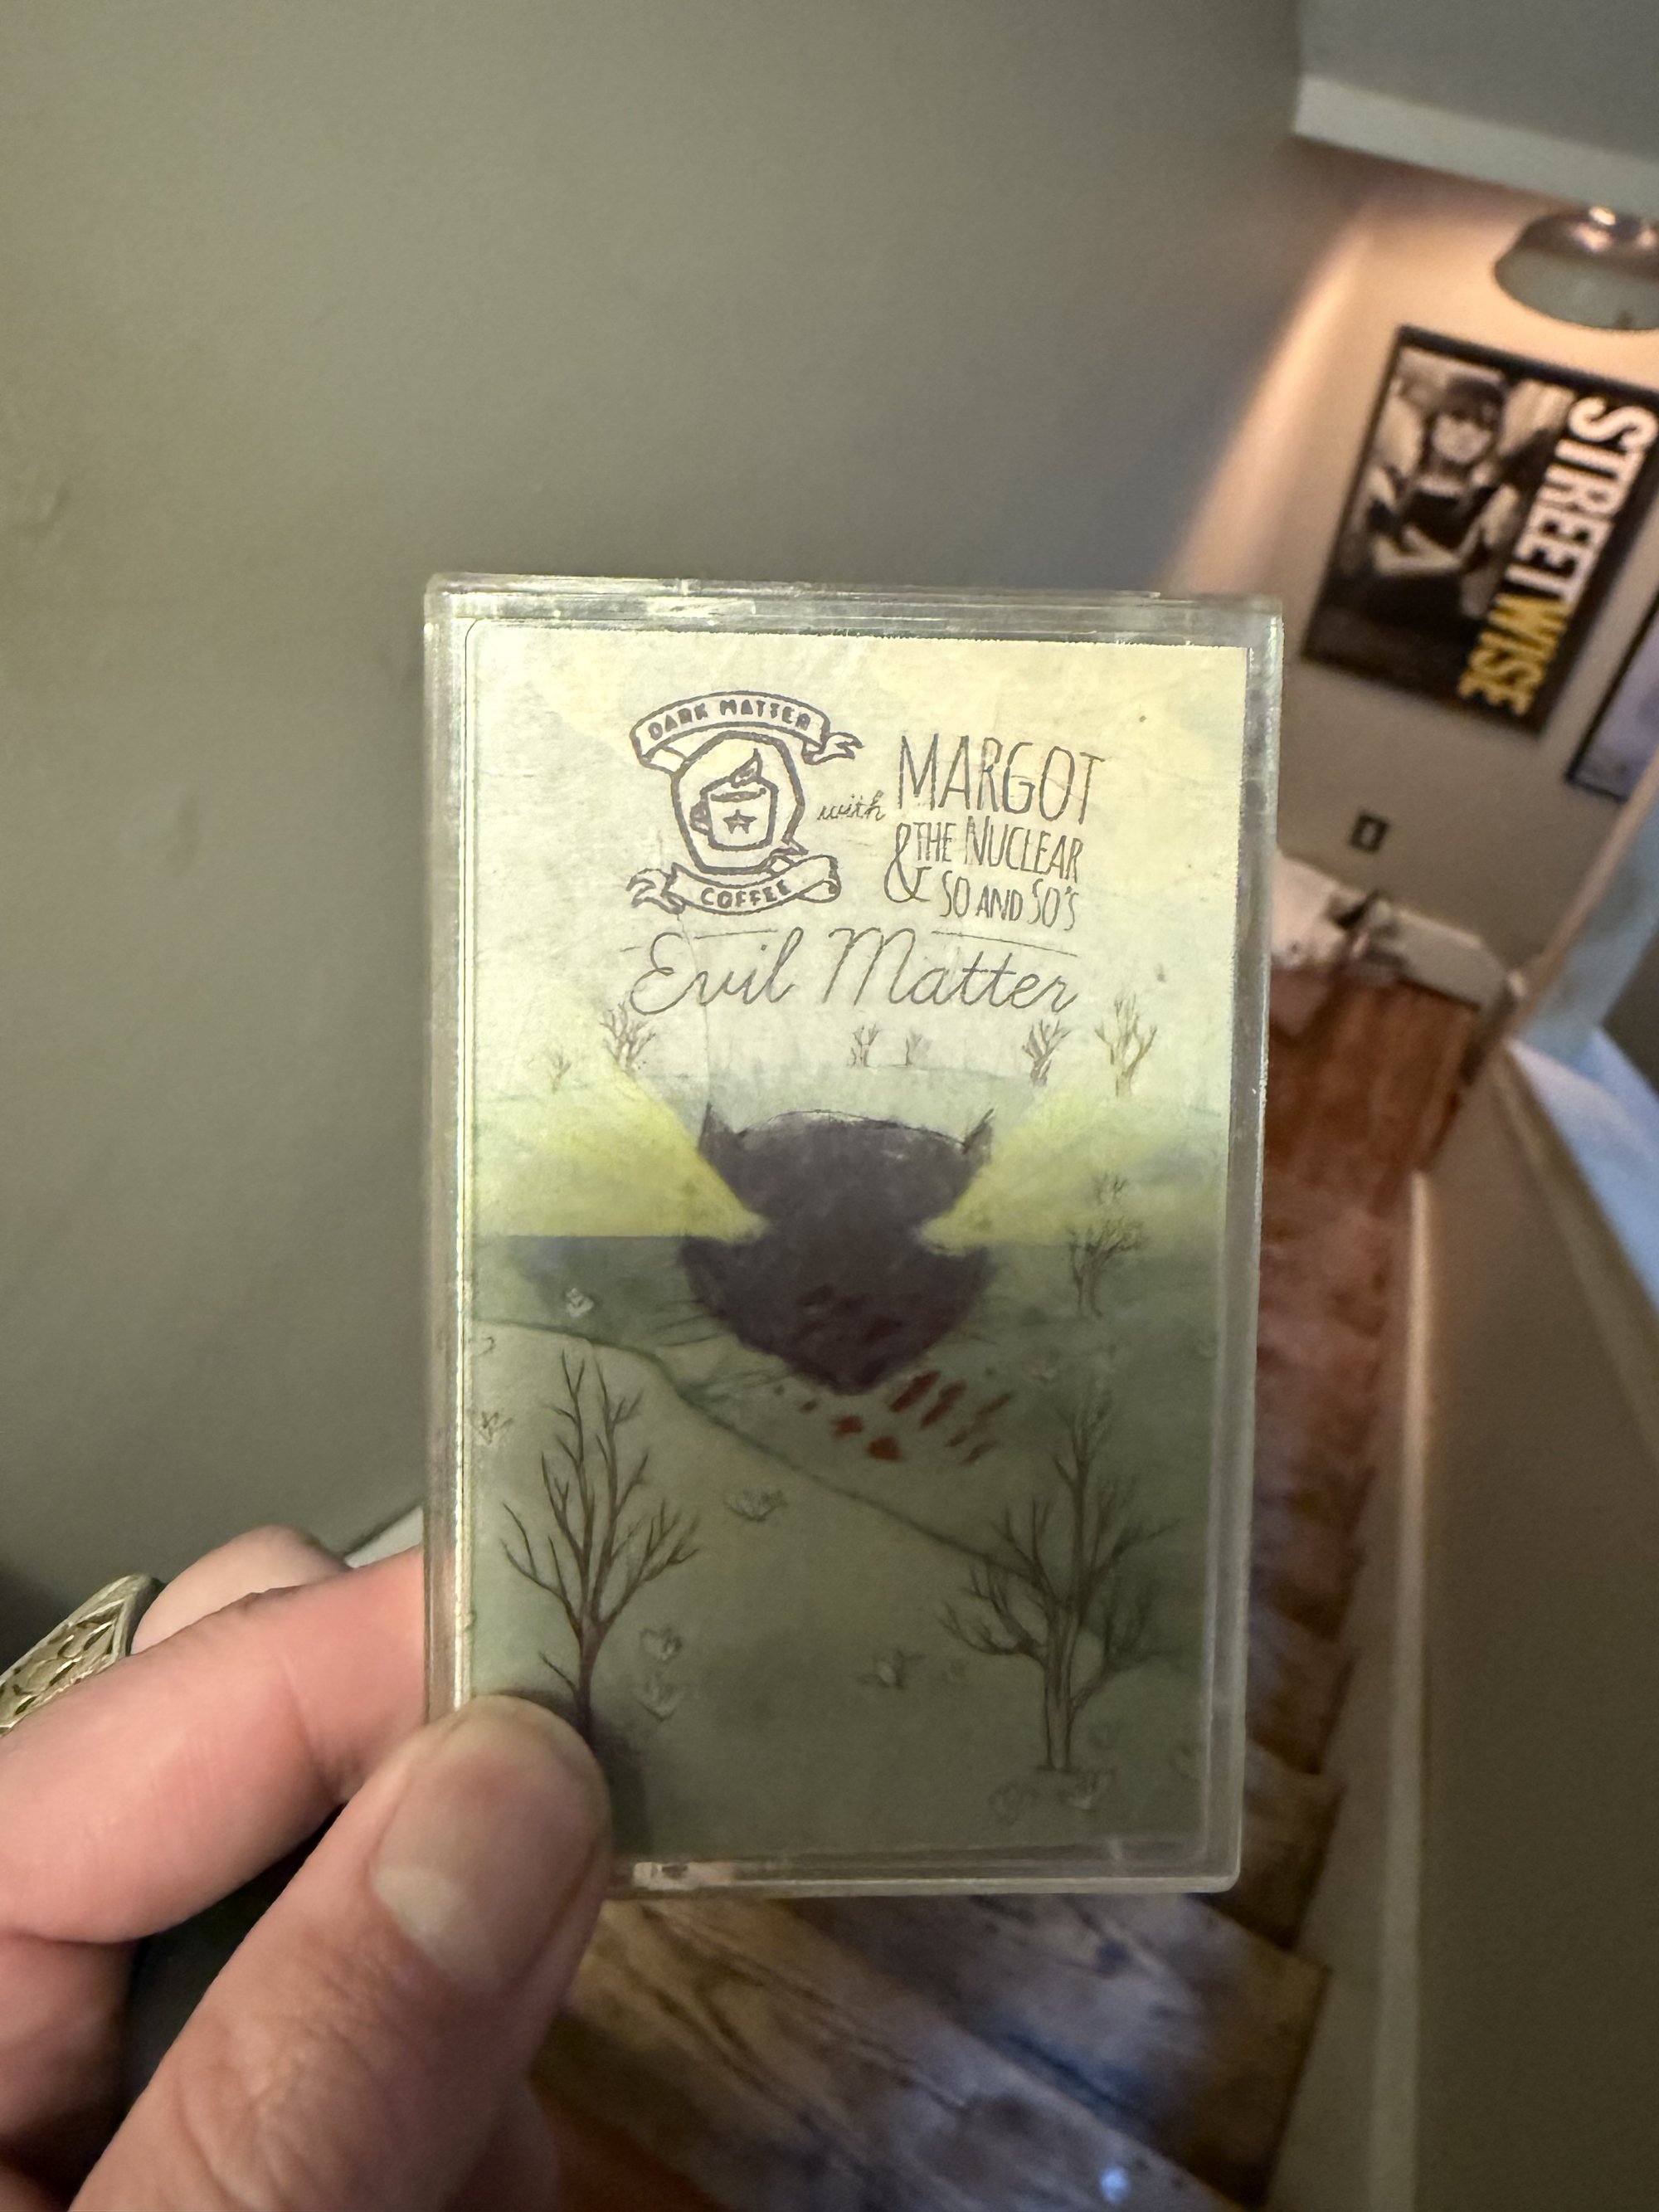 DARK MATTER
COFFEE
with
MARGOT
& THE NUCLEAR
SO AND SO'S
Evil Matter
STREETWISE